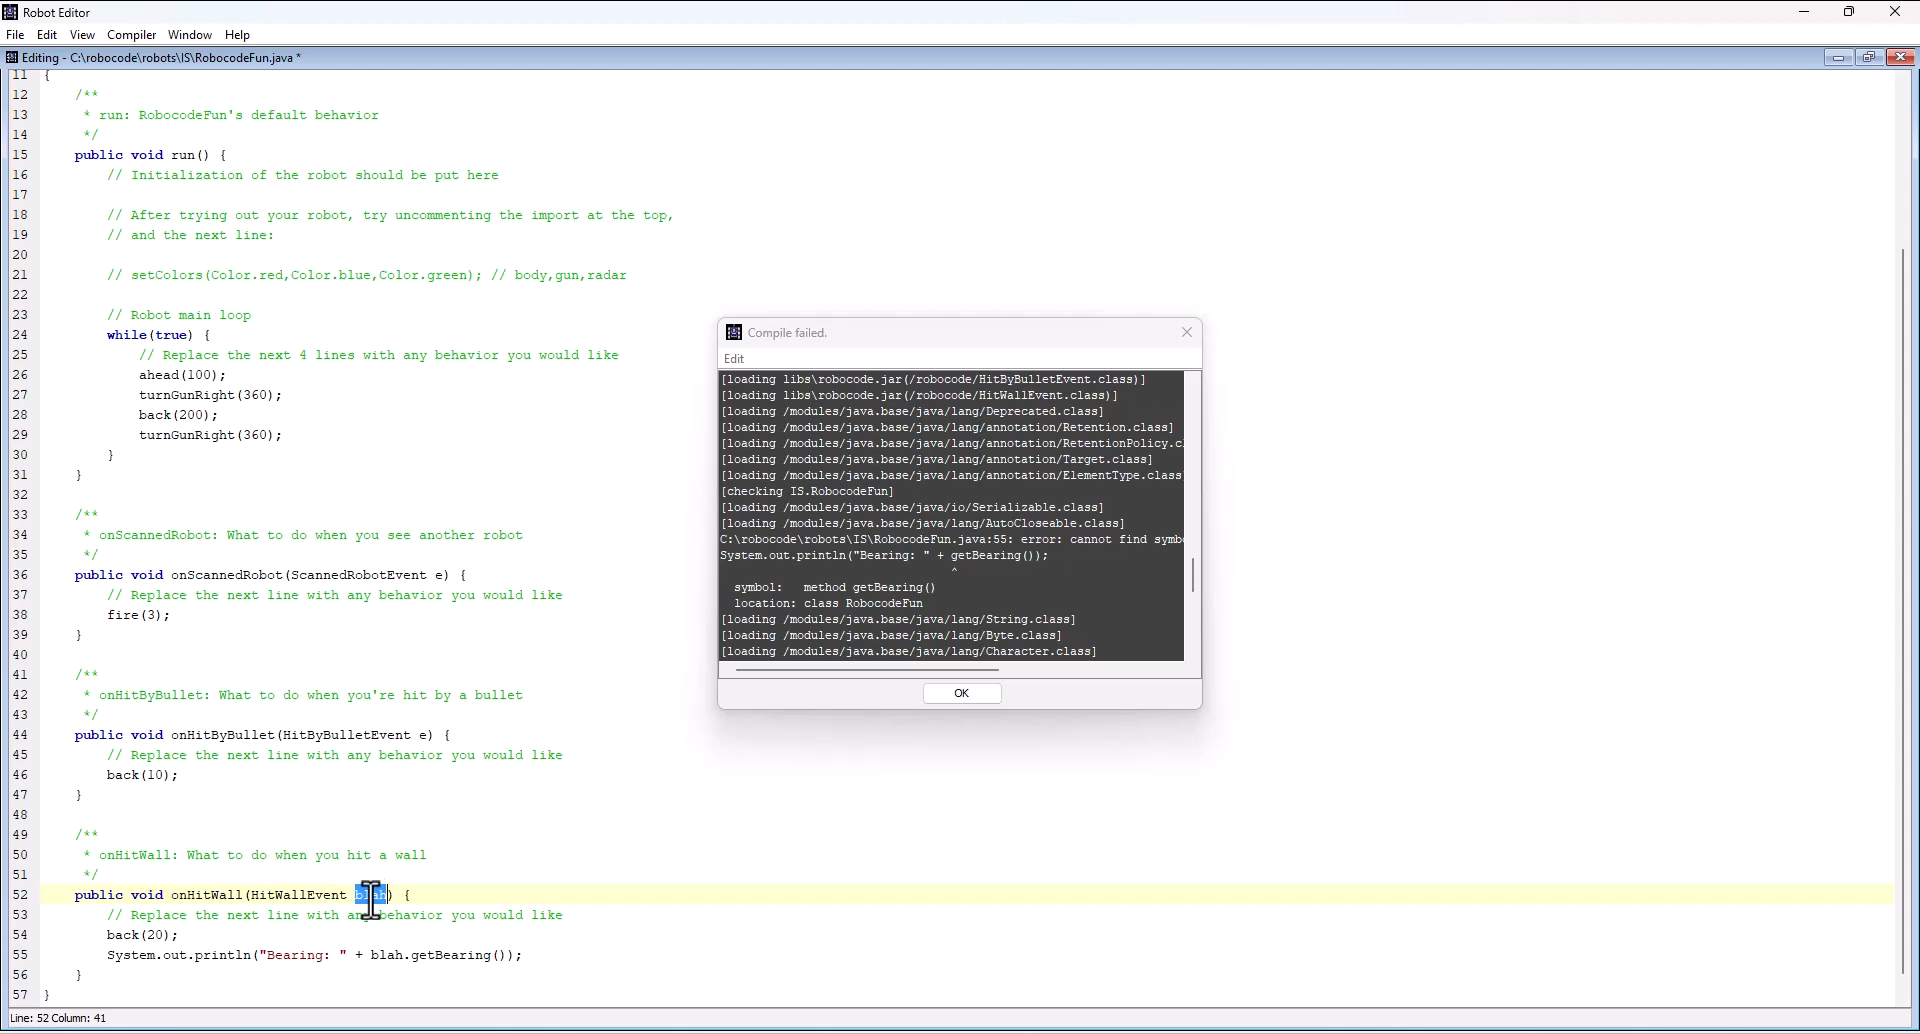 Robot Editor
File Edit View Compiler Window Help
Editing - C:\robocode\robots\IS\RobocodeFun.java *
11 {
12 /**
13 * run: RobocodeFun's default behavior
14 */
15 public void run() {
16 // Initialization of the robot should be put here
17
18 // After trying out your robot, try uncommenting the import at the top,
19 // and the next line:
20
21 // setColors(Color.red,Color.blue,Color.green); // body,gun,radar
22
23 // Robot main loop
24 while(true) {
25 // Replace the next 4 lines with any behavior you would like
26 ahead(100);
27 turnGunRight(360);
28 back(200);
29 turnGunRight(360);
30 }
31 }
32
33 /**
34 * onScannedRobot: What to do when you see another robot
35 */
36 public void onScannedRobot(ScannedRobotEvent e) {
37 // Replace the next line with any behavior you would like
38 fire(3);
39 }
40
41 /**
42 * onHitByBullet: What to do when you're hit by a bullet
43 */
44 public void onHitByBullet(HitByBulletEvent e) {
45 // Replace the next line with any behavior you would like
46 back(10);
47 }
48
49 /**
50 * onHitWall: What to do when you hit a wall
51 */
52 public void onHitWall(HitWallEvent blah) {
53 // Replace the next line with any behavior you would like
54 back(20);
55 System.out.println("Bearing: " + blah.getBearing());
56 }
57 }
Line: 52 Column: 41
Compile failed.
Edit
[loading libs\robocode.jar(/robocode/HitByBulletEvent.class)]
[loading libs\robocode.jar(/robocode/HitWallEvent.class)]
[loading /modules/java.base/java/lang/Deprecated.class]
[loading /modules/java.base/java/lang/annotation/Retention.class]
[loading /modules/java.base/java/lang/annotation/RetentionPolicy.cl
[loading /modules/java.base/java/lang/annotation/Target.class]
[loading /modules/java.base/java/lang/annotation/ElementType.class]
[checking IS.RobocodeFun]
[loading /modules/java.base/java/io/Serializable.class]
[loading /modules/java.base/java/lang/AutoCloseable.class]
C:\robocode\robots\IS\RobocodeFun.java:55: error: cannot find symbo
System.out.println("Bearing: " + getBearing());
^
symbol: method getBearing()
location: class RobocodeFun
[loading /modules/java.base/java/lang/String.class]
[loading /modules/java.base/java/lang/Byte.class]
[loading /modules/java.base/java/lang/Character.class]
OK